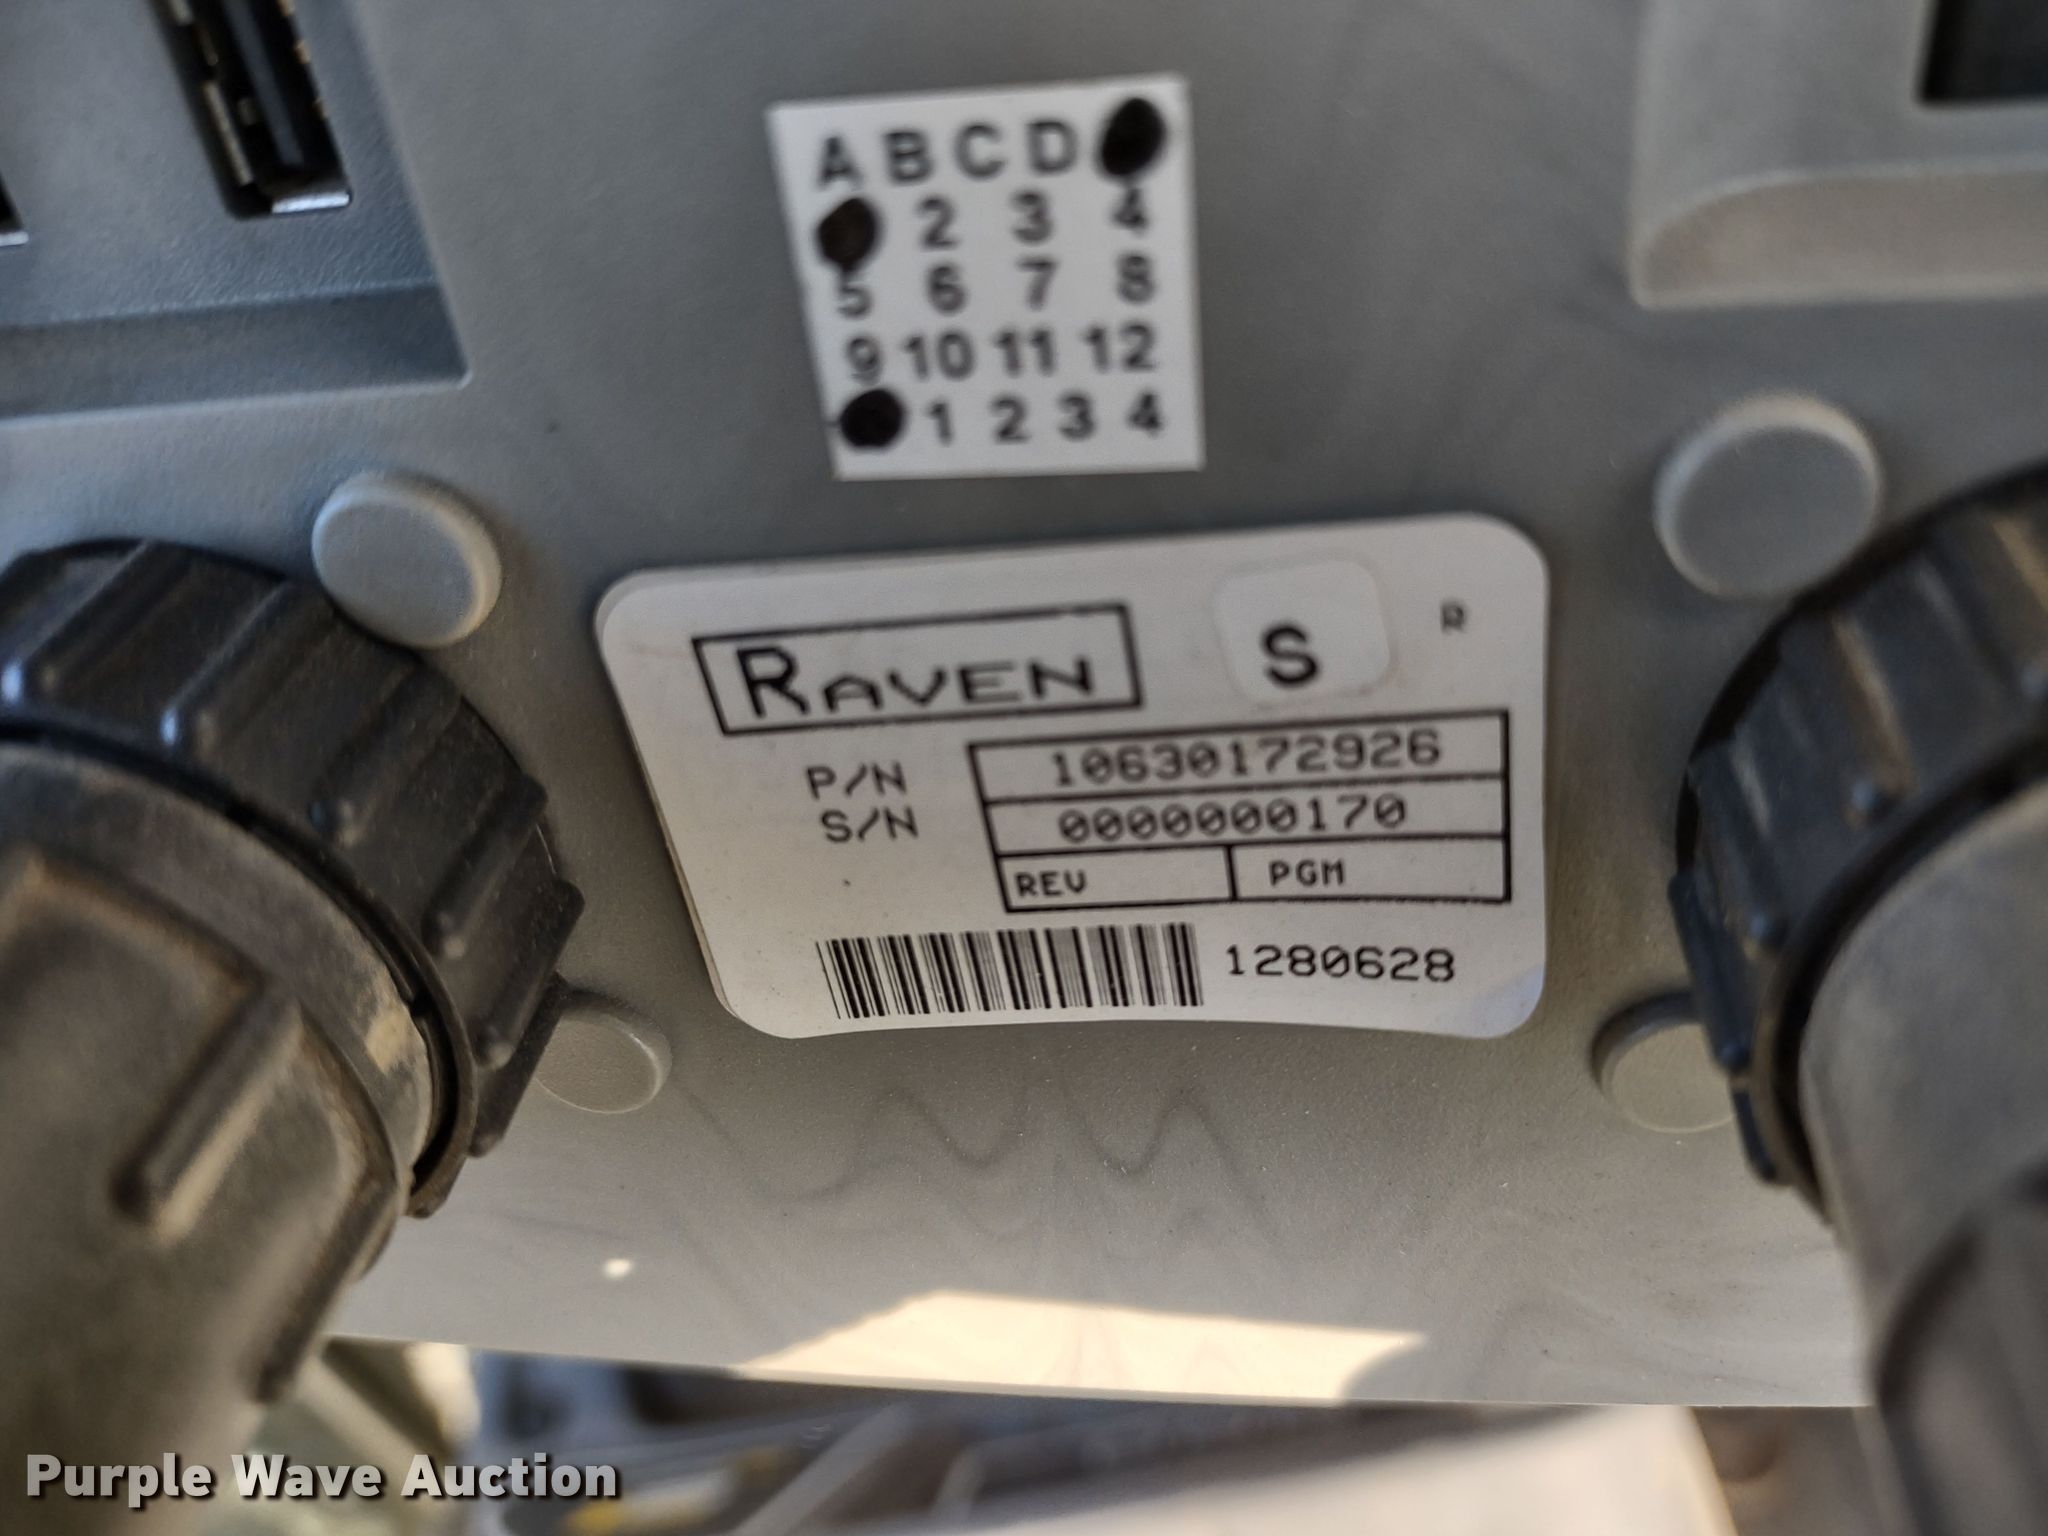 A B C D
2 3 4
5 6 7 8
9 10 11 12
1 2 3 4
RAVEN
S
R
P/N 10630172926
S/N 0000000170
REV PGM
1280628
Purple Wave Auction